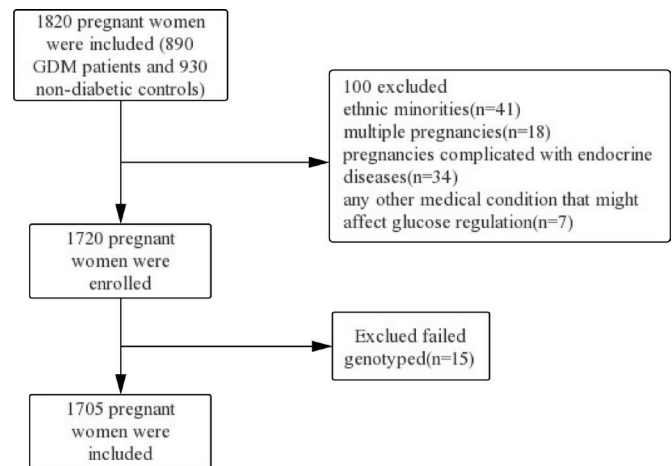 1820 pregnant women
were included (890
GDM patients and 930
non-diabetic controls)
100 excluded
ethnic minorities(n=41)
multiple pregnancies(n=18)
pregnancies complicated with endocrine
diseases(n=34)
any other medical condition that might
affect glucose regulation(n=7)
1720 pregnant
women were
enrolled
Exclued failed
genotyped(n=15)
1705 pregnant
women were
included